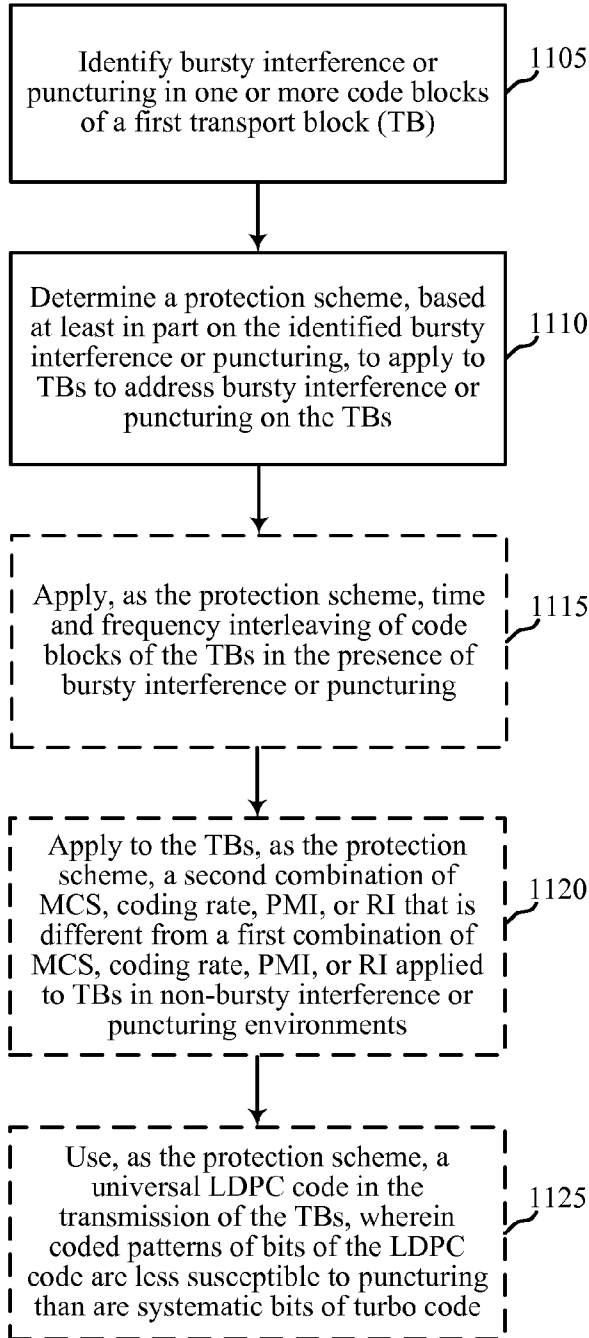 Identify bursty interference or
puncturing in one or more code blocks
of a first transport block (TB)
1105
Determine a protection scheme, based
at least in part on the identified bursty
interference or puncturing, to apply to
TBs to address bursty interference or
puncturing on the TBs
1110
Apply, as the protection scheme, time
and frequency interleaving of code
blocks of the TBs in the presence of
bursty interference or puncturing
1115
Apply to the TBs, as the protection
scheme, a second combination of
MCS, coding rate, PMI, or RI that is
different from a first combination of
MCS, coding rate, PMI, or RI applied
to TBs in non-bursty interference or
puncturing environments
1120
Use, as the protection scheme, a
universal LDPC code in the
transmission of the TBs, wherein
coded patterns of bits of the LDPC
code are less susceptible to puncturing
than are systematic bits of turbo code
1125